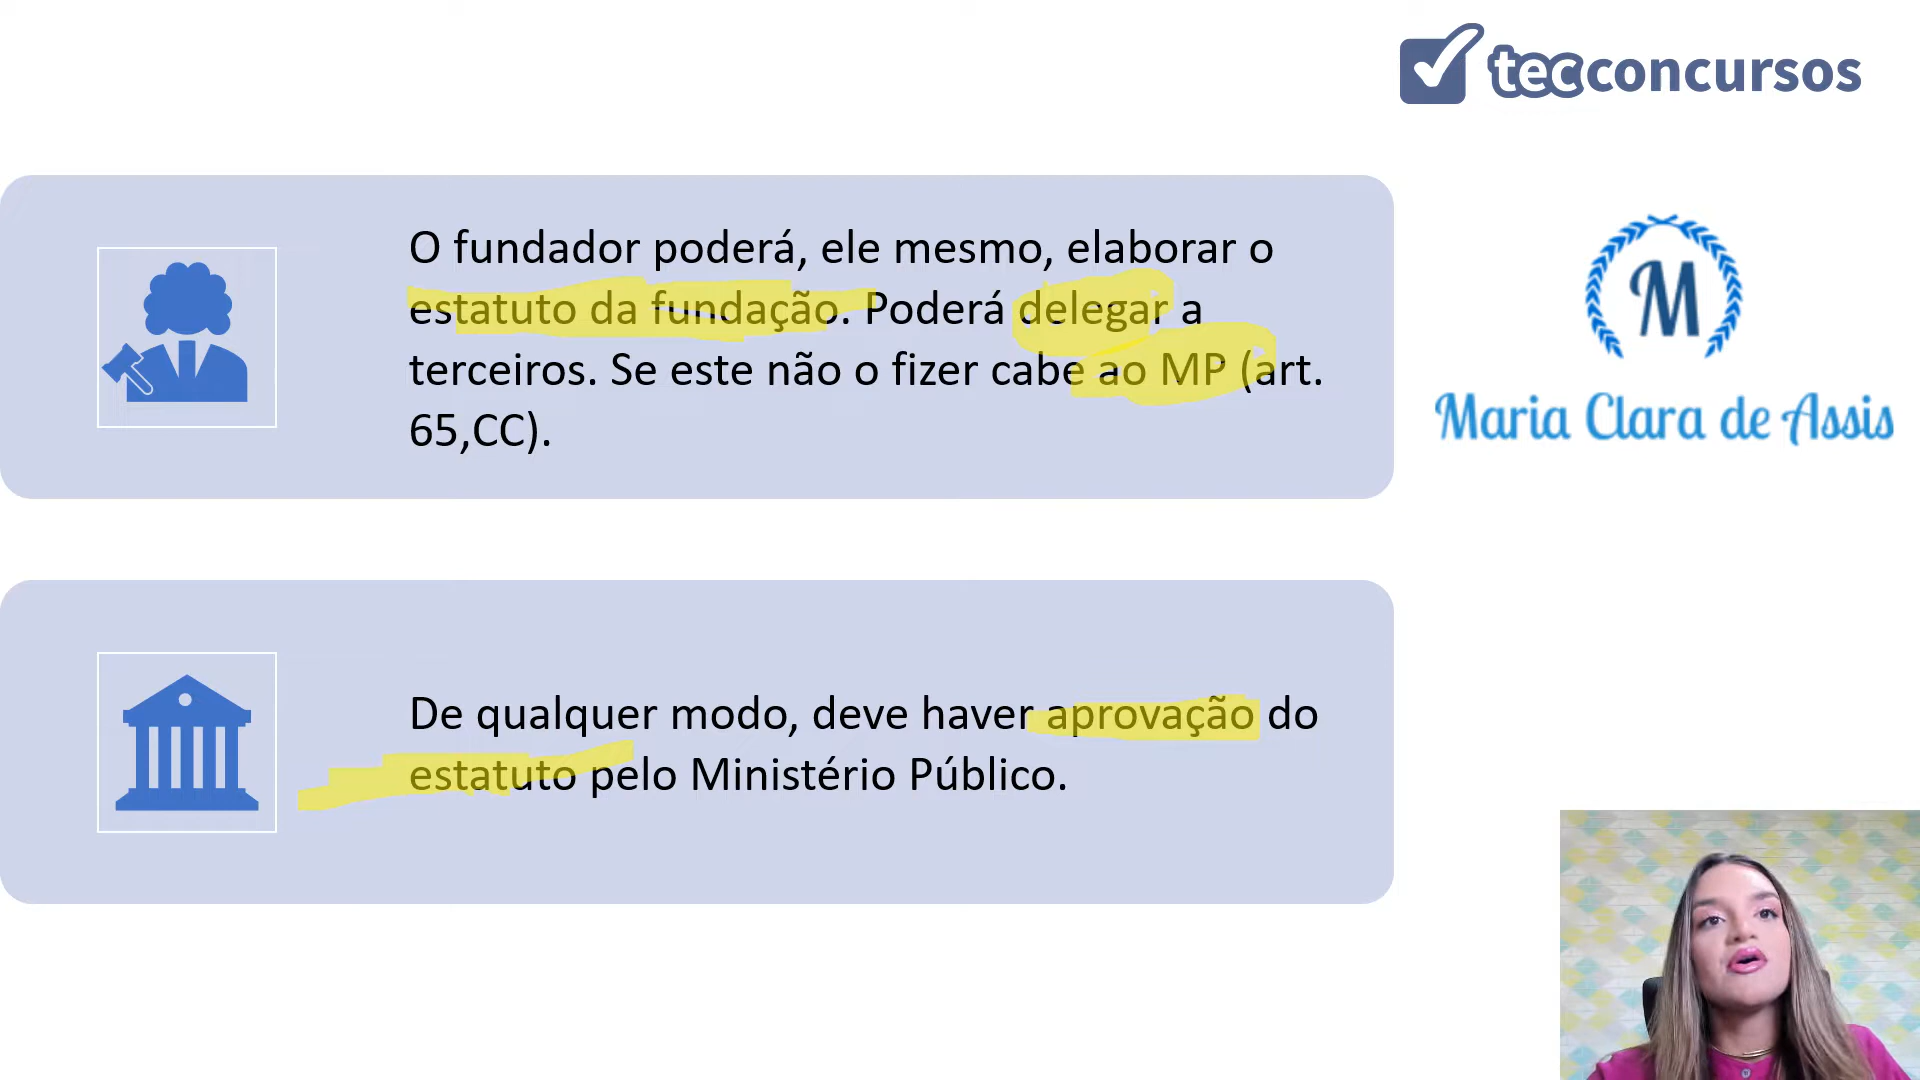 tecconcursos
O fundador poderá, ele mesmo, elaborar o
estatuto da fundação. Poderá delegar a
terceiros. Se este não o fizer cabe ao MP (art.
65,CC).
M
Maria Clara de Assis
De qualquer modo, deve haver aprovação do
estatuto pelo Ministério Público.